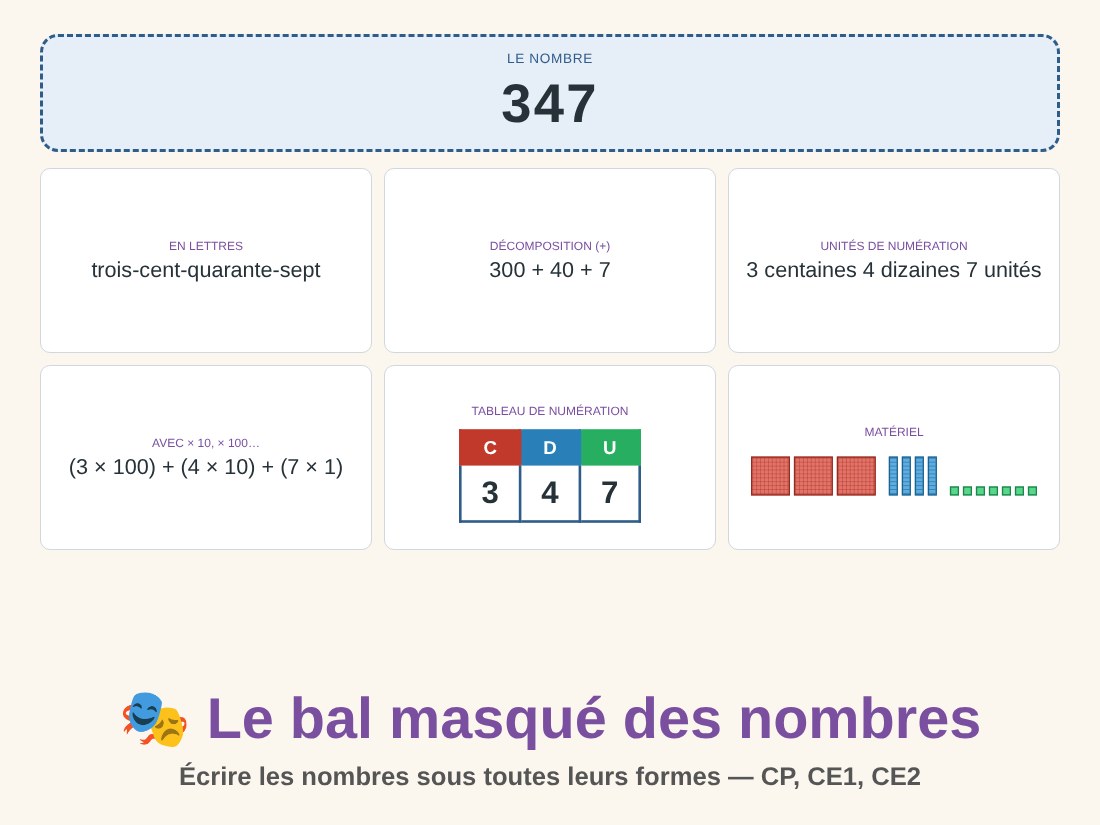 LE NOMBRE
347
EN LETTRES
trois-cent-quarante-sept
DÉCOMPOSITION (+)
300 + 40 + 7
UNITÉS DE NUMÉRATION
3 centaines 4 dizaines 7 unités
AVEC × 10, × 100…
(3 × 100) + (4 × 10) + (7 × 1)
TABLEAU DE NUMÉRATION
C D U
3 4 7
MATÉRIEL
Le bal masqué des nombres
Écrire les nombres sous toutes leurs formes — CP, CE1, CE2